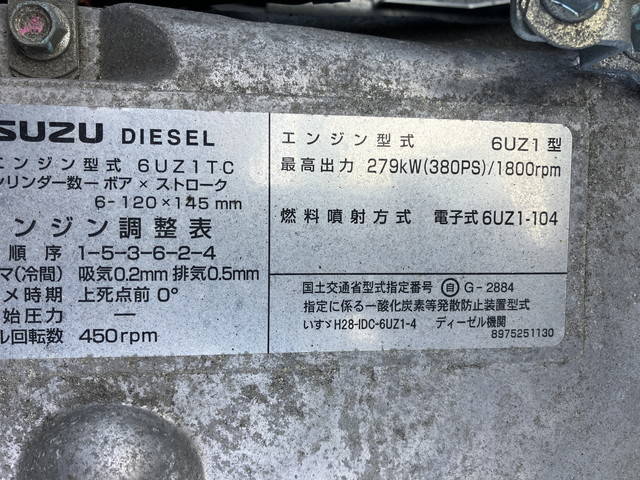 SUZU DIESEL
エンジン型式 6UZ1TC
シリンダー数ー ボア × ストローク
6-120×145mm
ンジン調整表
順序 1-5-3-6-2-4
マ(冷間) 吸気0.2mm 排気0.5mm
メ時期 上死点前 0°
始圧力 ー
ル回転数 450rpm
エンジン型式 6UZ1型
最高出力 279kW(380PS)/1800rpm
燃料噴射方式 電子式6UZ1-104
国土交通省型式指定番号 自 G-2884
指定に係る一酸化炭素等発散防止装置型式
いすゞH28-IDC-6UZ1-4 ディーゼル機関
8975251130